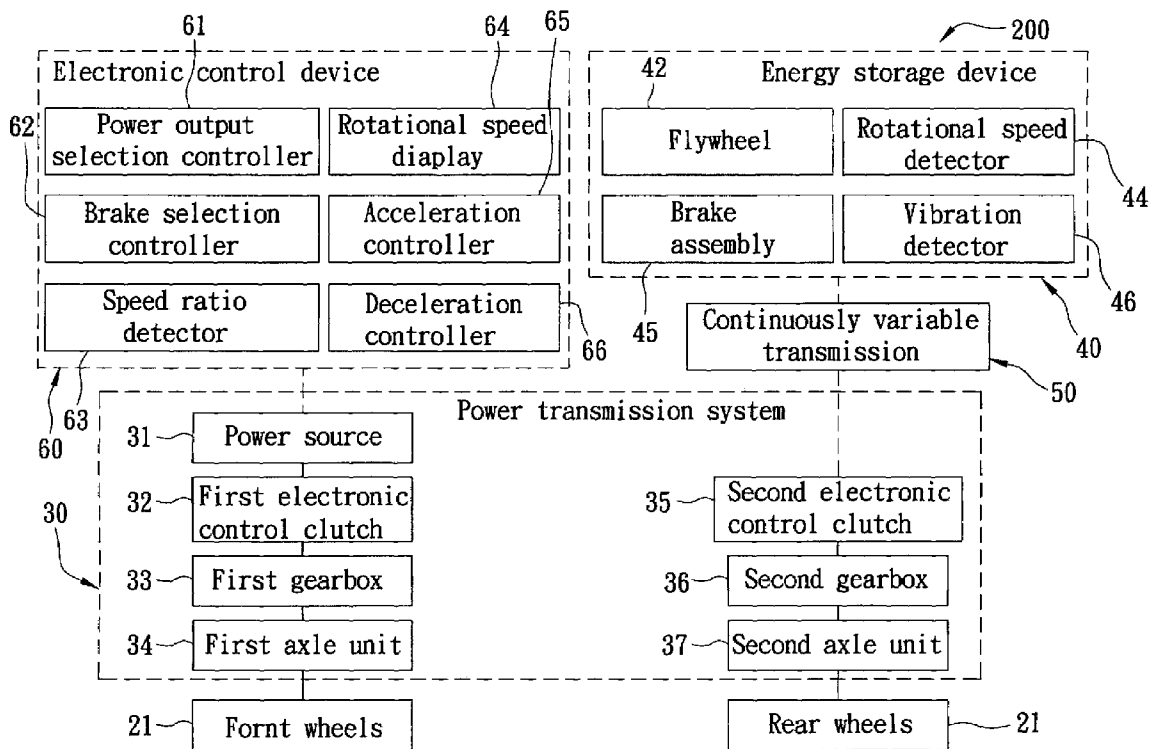 61
64
65
200
Electronic control device
42
Energy storage device
62
Power output
selection controller
Rotational speed
diaplay
Flywheel
Rotational speed
detector
44
Brake selection
controller
Acceleration
controller
Brake
assembly
Vibration
detector
Speed ratio
detector
Deceleration
controller
66
45
46
40
Continuously variable
transmission
50
60
63
Power transmission system
31
Power source
32
First electronic
control clutch
35
Second electronic
control clutch
30
33
First gearbox
36
Second gearbox
34
First axle unit
37
Second axle unit
21
Fornt wheels
Rear wheels
21